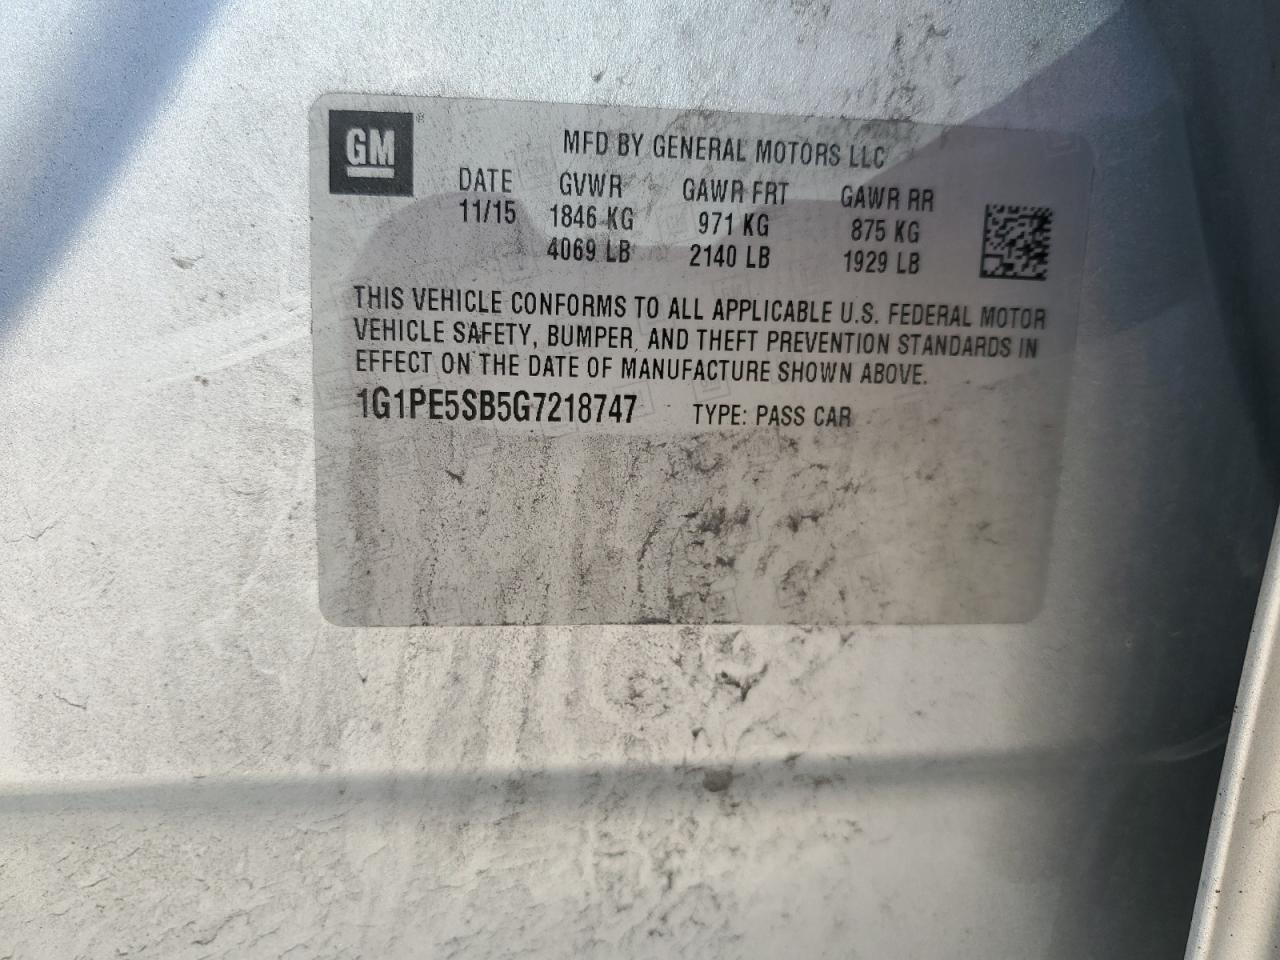 GM®
MFD BY GENERAL MOTORS LLC
DATE GVWR GAWR FRT GAWR RR
11/15 1846 KG 971 KG 875 KG
4069 LB 2140 LB 1929 LB
THIS VEHICLE CONFORMS TO ALL APPLICABLE U.S. FEDERAL MOTOR
VEHICLE SAFETY, BUMPER, AND THEFT PREVENTION STANDARDS IN
EFFECT ON THE DATE OF MANUFACTURE SHOWN ABOVE.
1G1PE5SB5G7218747 TYPE: PASS CAR